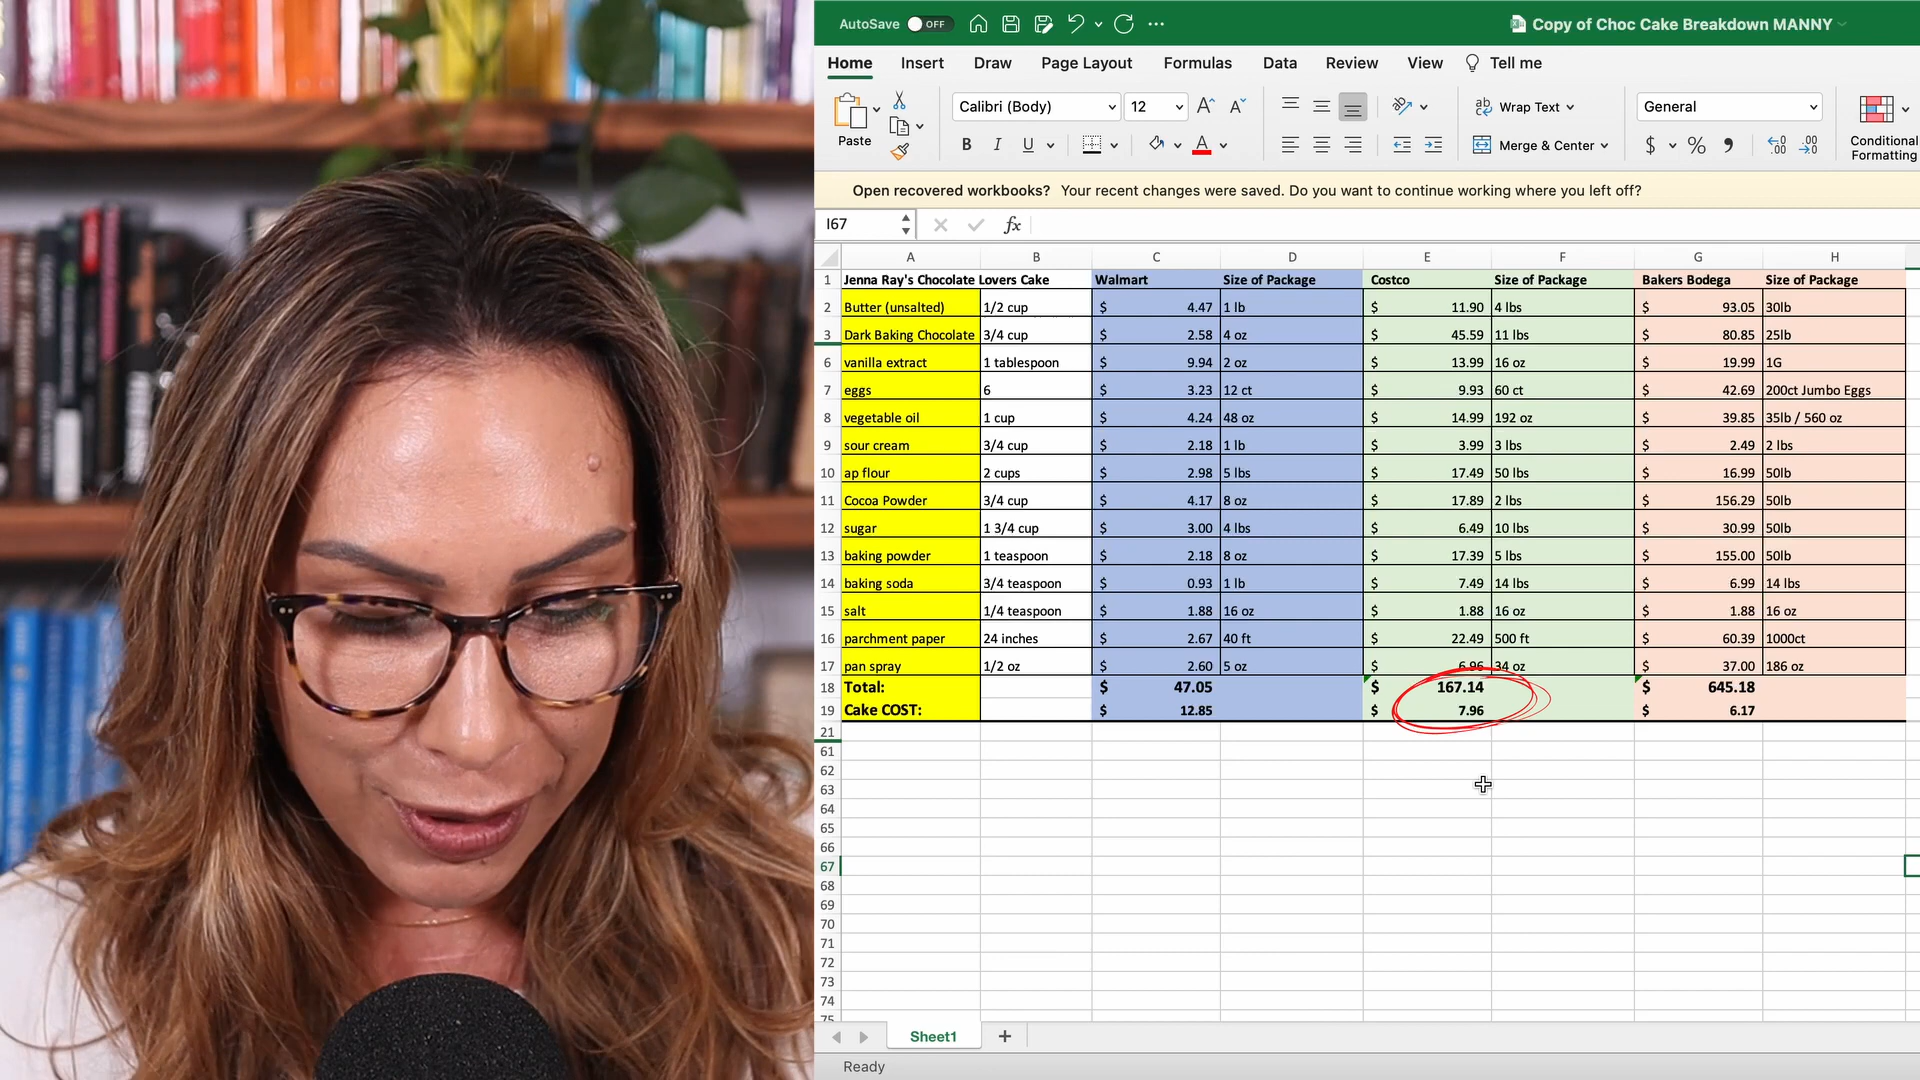 AutoSave OFF
Copy of Choc Cake Breakdown MANNY
Home Insert Draw Page Layout Formulas Data Review View Tell me
Paste
Calibri (Body) 12
B I U
Wrap Text
Merge & Center
General
$ %
Conditional Formatting
Open recovered workbooks? Your recent changes were saved. Do you want to continue working where you left off?
I67 fx
A B C D E F G H
1 Jenna Ray's Chocolate Lovers Cake Walmart Size of Package Costco Size of Package Bakers Bodega Size of Package
2 Butter (unsalted) 1/2 cup $ 4.47 1 lb $ 11.90 4 lbs $ 93.05 30lb
3 Dark Baking Chocolate 3/4 cup $ 2.58 4 oz $ 45.59 11 lbs $ 80.85 25lb
6 vanilla extract 1 tablespoon $ 9.94 2 oz $ 13.99 16 oz $ 19.99 1G
7 eggs 6 $ 3.23 12 ct $ 9.93 60 ct $ 42.69 200ct Jumbo Eggs
8 vegetable oil 1 cup $ 4.24 48 oz $ 14.99 192 oz $ 39.85 35lb / 560 oz
9 sour cream 3/4 cup $ 2.18 1 lb $ 3.99 3 lbs $ 2.49 2 lbs
10 ap flour 2 cups $ 2.98 5 lbs $ 17.49 50 lbs $ 16.99 50lb
11 Cocoa Powder 3/4 cup $ 4.17 8 oz $ 17.89 2 lbs $ 156.29 50lb
12 sugar 1 3/4 cup $ 3.00 4 lbs $ 6.49 10 lbs $ 30.99 50lb
13 baking powder 1 teaspoon $ 2.18 8 oz $ 17.39 5 lbs $ 155.00 50lb
14 baking soda 3/4 teaspoon $ 0.93 1 lb $ 7.49 14 lbs $ 6.99 14 lbs
15 salt 1/4 teaspoon $ 1.88 16 oz $ 1.88 16 oz $ 1.88 16 oz
16 parchment paper 24 inches $ 2.67 40 ft $ 22.49 500 ft $ 60.39 1000ct
17 pan spray 1/2 oz $ 2.60 5 oz $ 6.96 34 oz $ 37.00 186 oz
18 Total: $ 47.05 $ 167.14 $ 645.18
19 Cake COST: $ 12.85 $ 7.96 $ 6.17
21
61
62
63
64
65
66
67
68
69
70
71
72
73
74
75
Sheet1 +
Ready